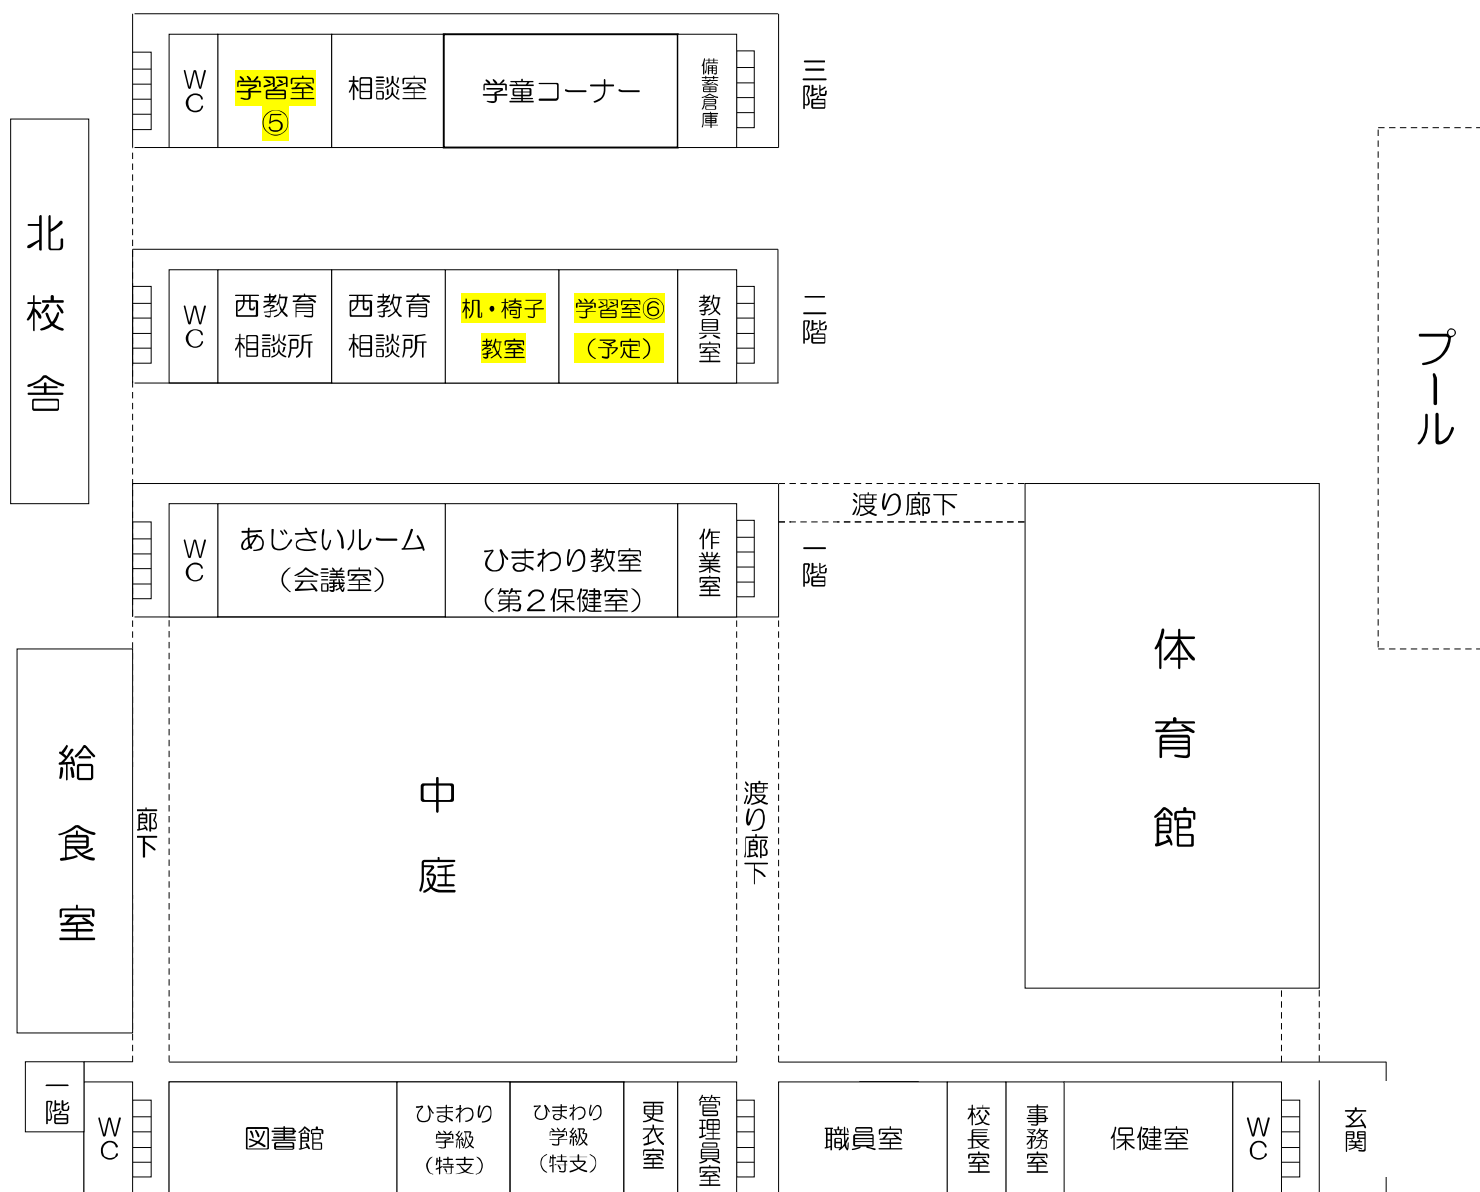 WC
学習室
⑤
相談室
学童コーナー
備蓄倉庫
三階
北校舎
WC
西教育
相談所
西教育
相談所
机・椅子
教室
学習室⑥
(予定)
教具室
二階
プール
WC
あじさいルーム
(会議室)
ひまわり教室
(第2保健室)
作業室
一階
渡り廊下
体育館
給食室
廊下
中庭
渡り廊下
一階
WC
図書館
ひまわり
学級
(特支)
ひまわり
学級
(特支)
更衣室
管理員室
職員室
校長室
事務室
保健室
WC
玄関